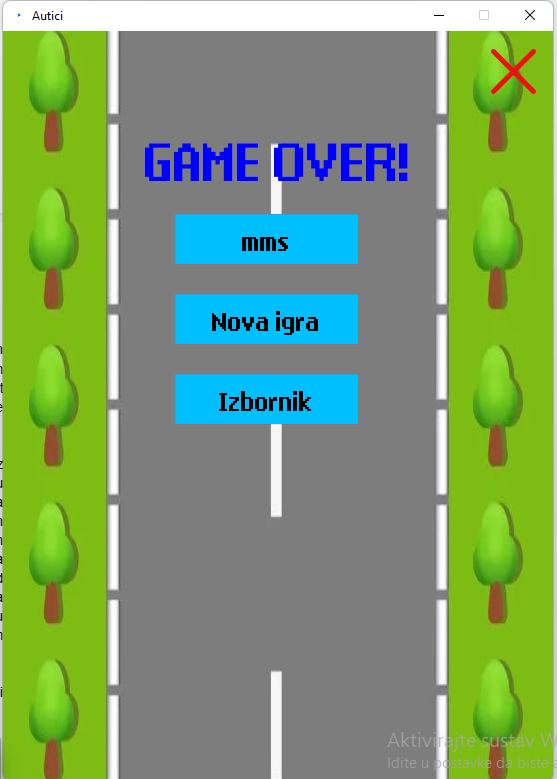 Autici
GAME OVER!
mms
Nova igra
Izbornik
Aktivirajte sustav W
Idite u postavke da biste